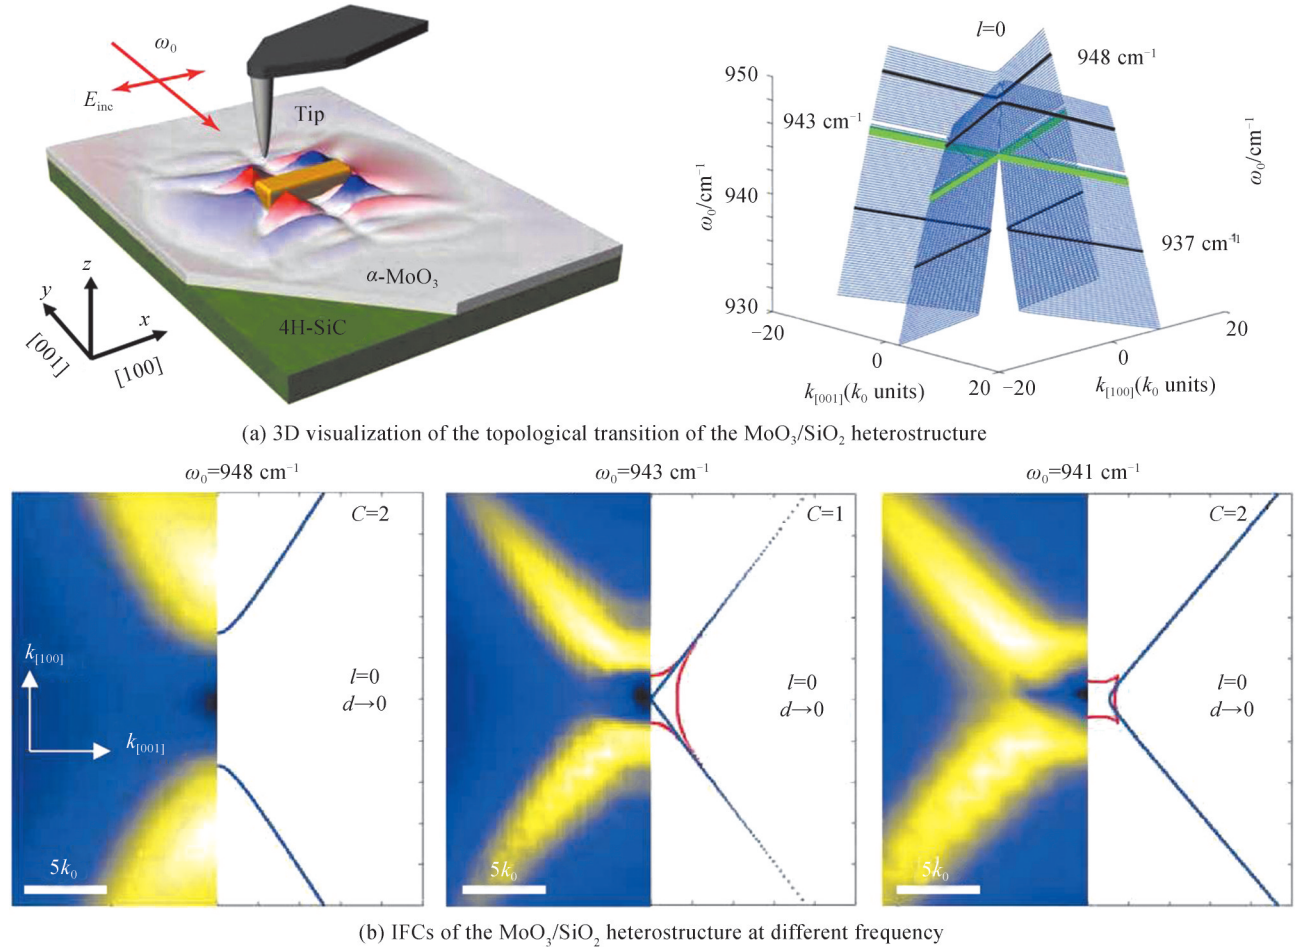 ω₀
E_inc
Tip
α-MoO₃
4H-SiC
z
y
x
[001]
[100]
l=0
948 cm⁻¹
943 cm⁻¹
937 cm⁻¹
950
945
940
935
930
ω₀/cm⁻¹
ω₀/cm⁻¹
−20
0
20
−20
0
20
k[001](k₀ units)
k[100](k₀ units)
(a) 3D visualization of the topological transition of the MoO₃/SiO₂ heterostructure
ω₀=948 cm⁻¹
ω₀=943 cm⁻¹
ω₀=941 cm⁻¹
C=2
C=1
C=2
k[100]
k[001]
l=0
d→0
l=0
d→0
l=0
d→0
5k₀
5k₀
5k₀
(b) IFCs of the MoO₃/SiO₂ heterostructure at different frequency